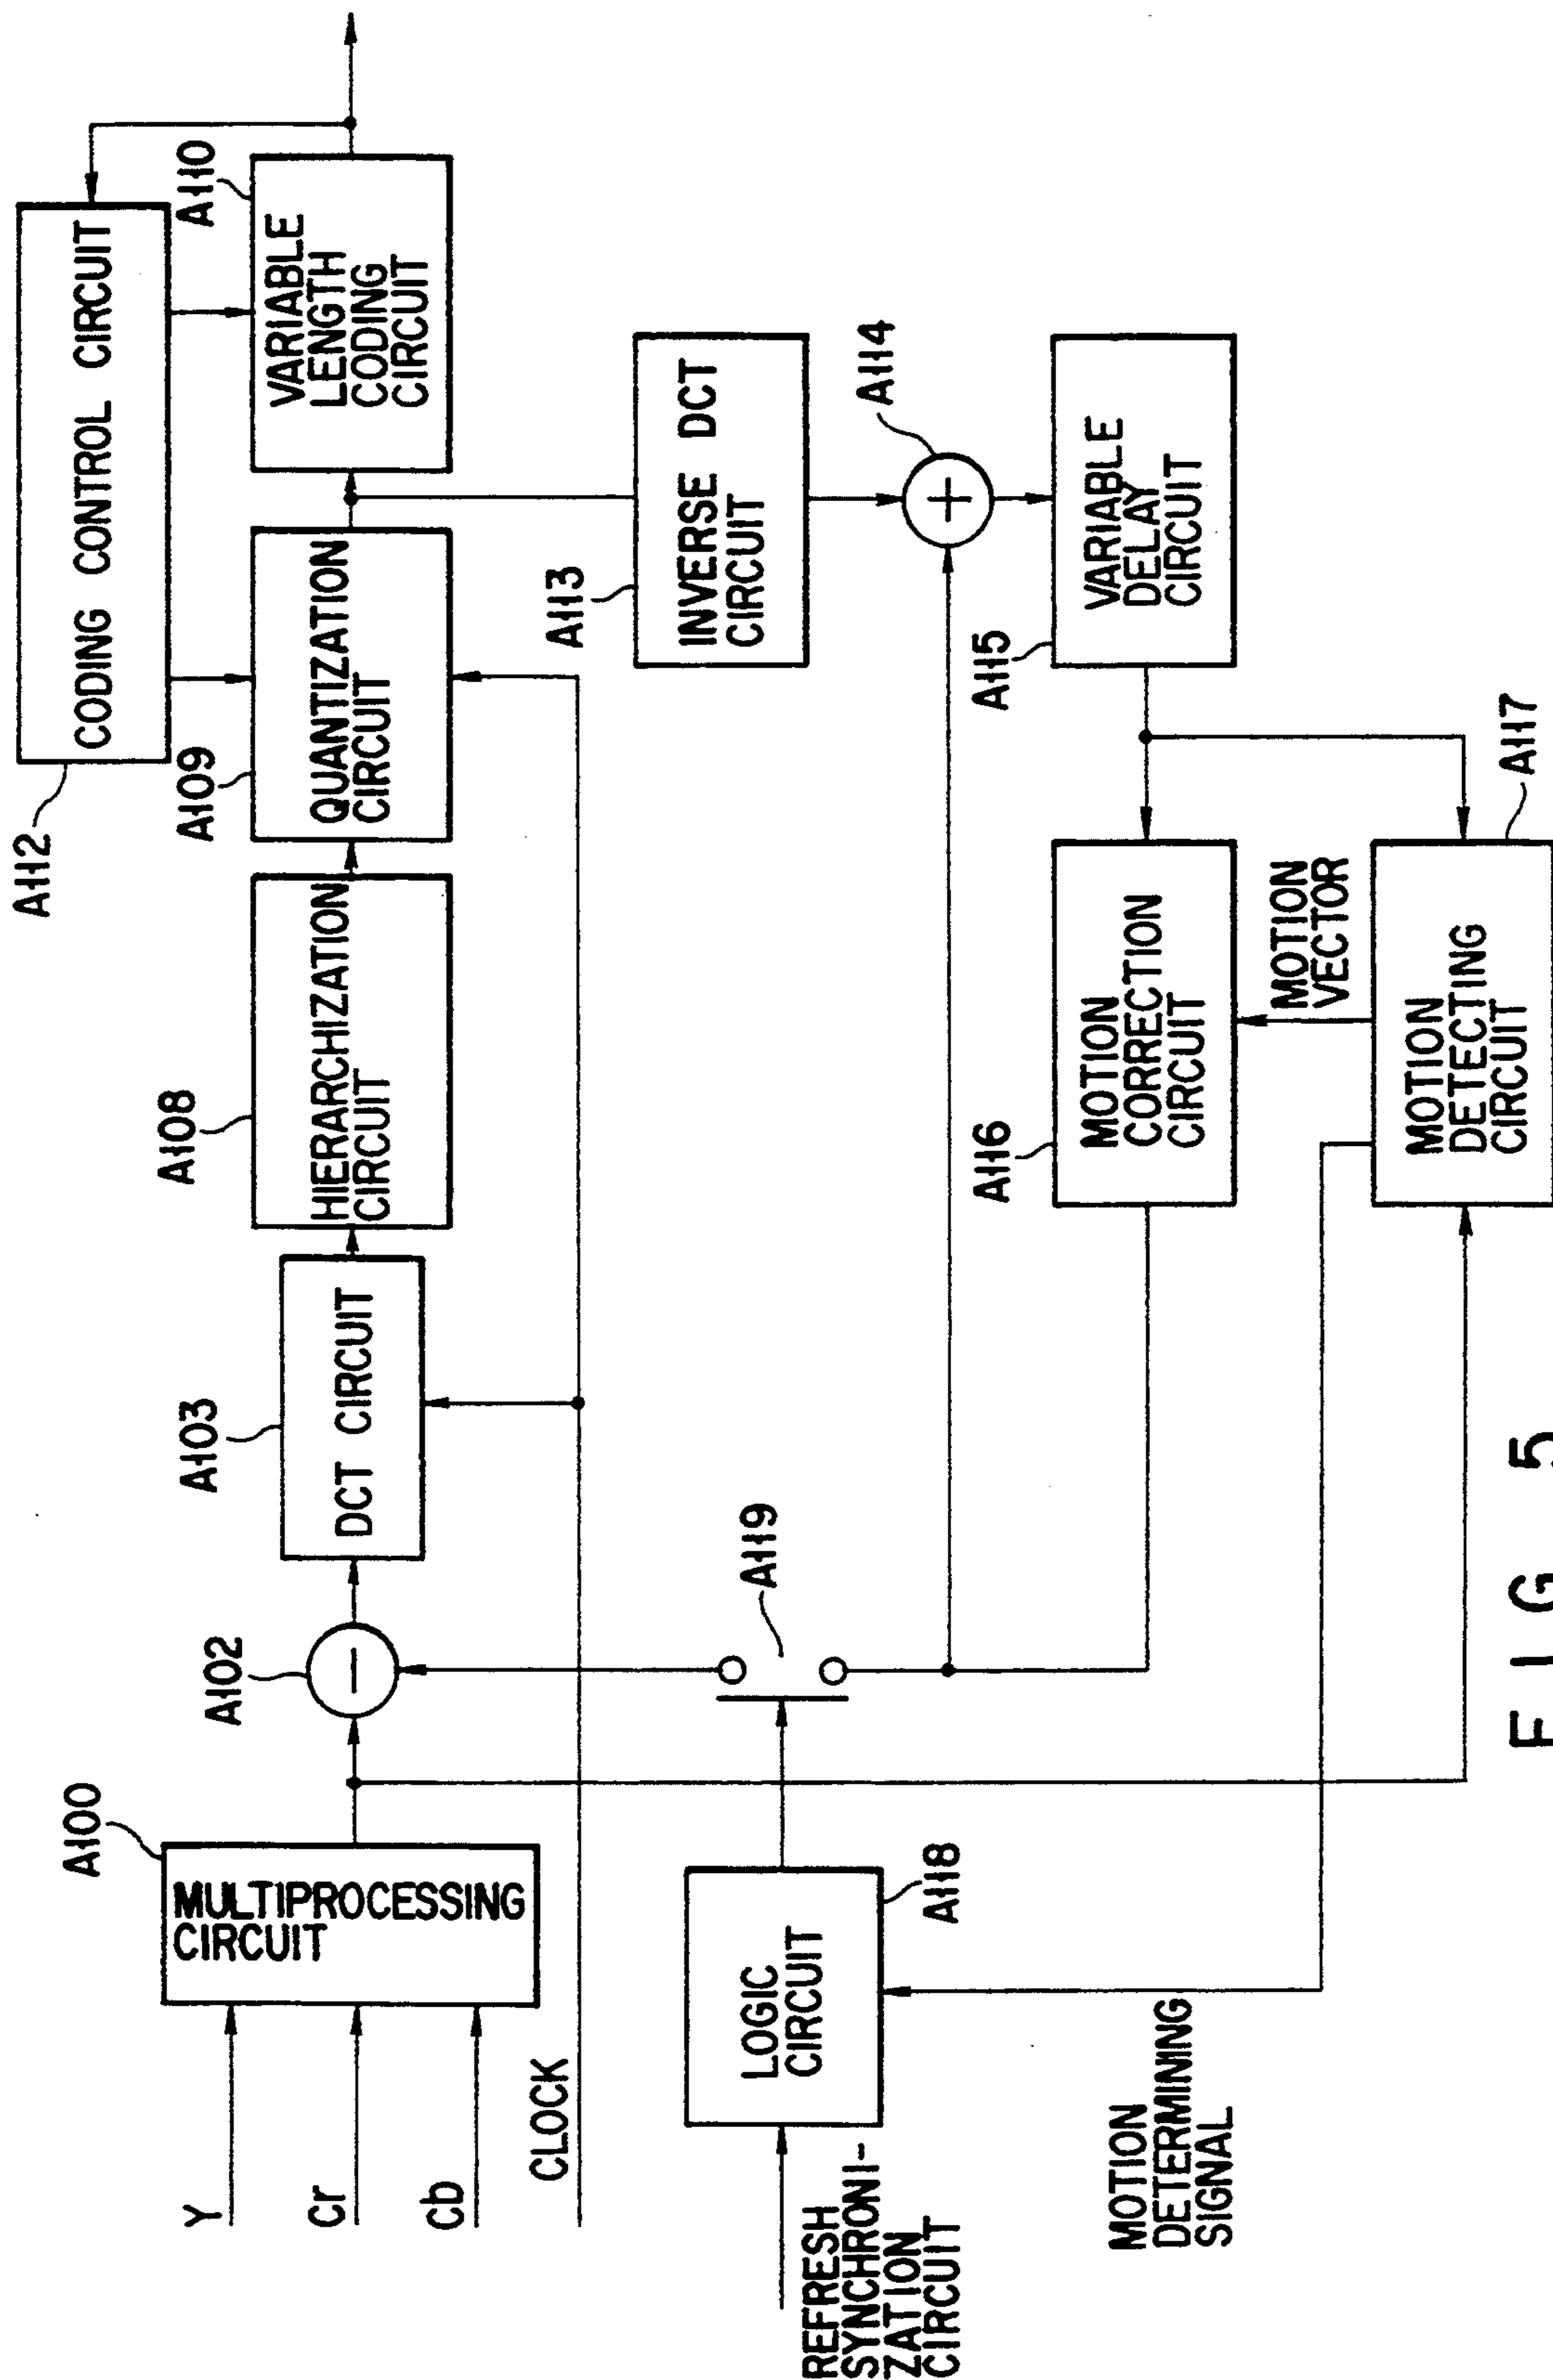 A112
CODING CONTROL CIRCUIT
A100
MULTIPROCESSING
CIRCUIT
Y
Cr
Cb
CLOCK
A102
A103
DCT CIRCUIT
A108
HIERARCHIZATION
CIRCUIT
A109
QUANTIZATION
CIRCUIT
A110
VARIABLE
LENGTH
CODING
CIRCUIT
A113
INVERSE DCT
CIRCUIT
A114
A115
VARIABLE
DELAY
CIRCUIT
A116
MOTION
CORRECTION
CIRCUIT
MOTION
VECTOR
A117
MOTION
DETECTING
CIRCUIT
A119
A118
LOGIC
CIRCUIT
REFRESH
SYNCHRONI-
ZATION
CIRCUIT
MOTION
DETERMINING
SIGNAL
FIG 5